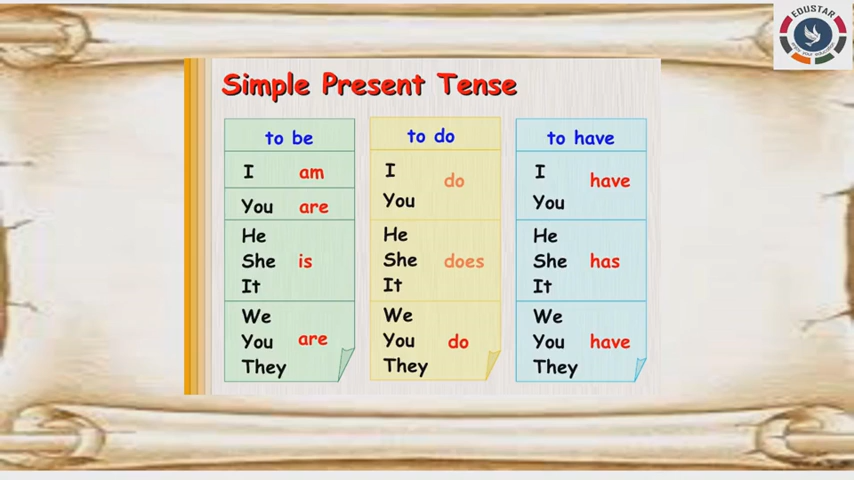 EDUSTAR
Simple Present Tense
to be
I am
You are
He
She is
It
We
You are
They
to do
I
do
You
He
She does
It
We
You do
They
to have
I
have
You
He
She has
It
We
You have
They